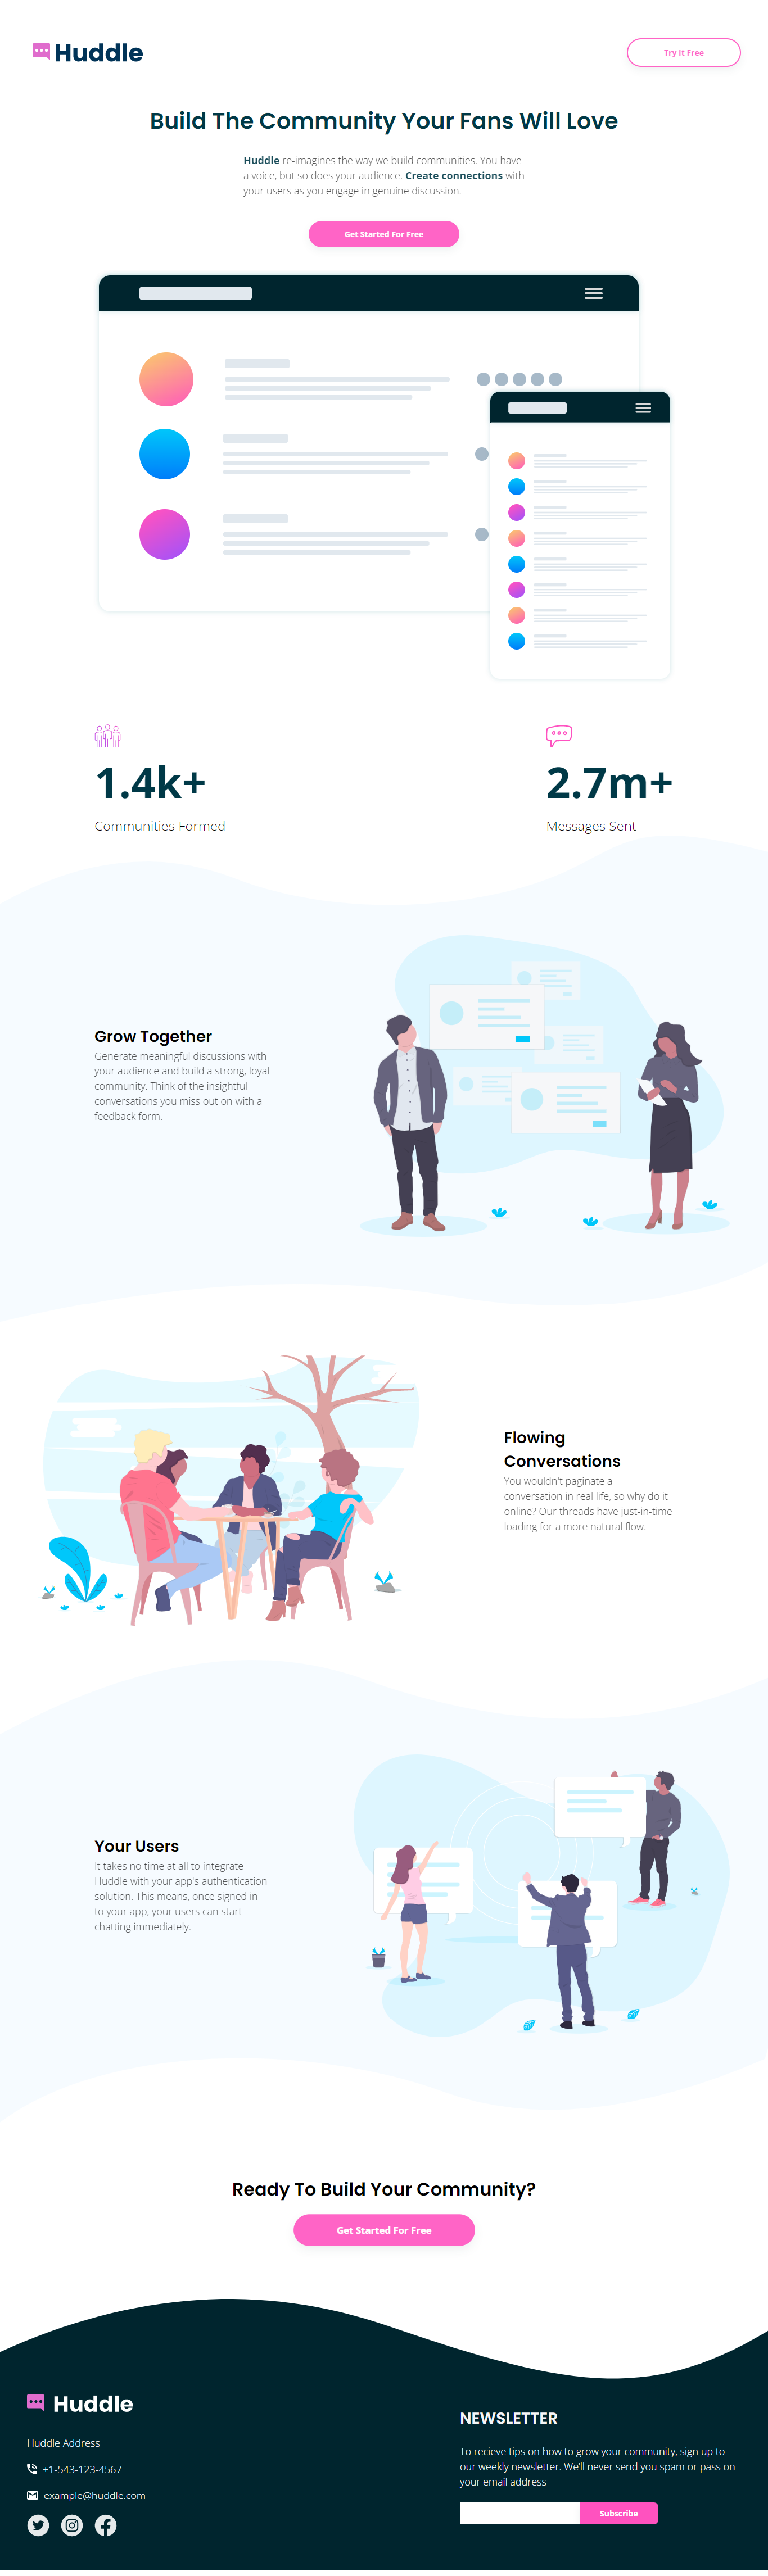 Huddle
Try It Free
Build The Community Your Fans Will Love
Huddle re-imagines the way we build communities. You have
a voice, but so does your audience. Create connections with
your users as you engage in genuine discussion.
Get Started For Free
1.4k+
Communities Formed
2.7m+
Messages Sent
Grow Together
Generate meaningful discussions with
your audience and build a strong, loyal
community. Think of the insightful
conversations you miss out on with a
feedback form.
Flowing
Conversations
You wouldn't paginate a
conversation in real life, so why do it
online? Our threads have just-in-time
loading for a more natural flow.
Your Users
It takes no time at all to integrate
Huddle with your app's authentication
solution. This means, once signed in
to your app, your users can start
chatting immediately.
Ready To Build Your Community?
Get Started For Free
Huddle
Huddle Address
+1-543-123-4567
example@huddle.com
NEWSLETTER
To recieve tips on how to grow your community, sign up to
our weekly newsletter. We'll never send you spam or pass on
your email address
Subscribe